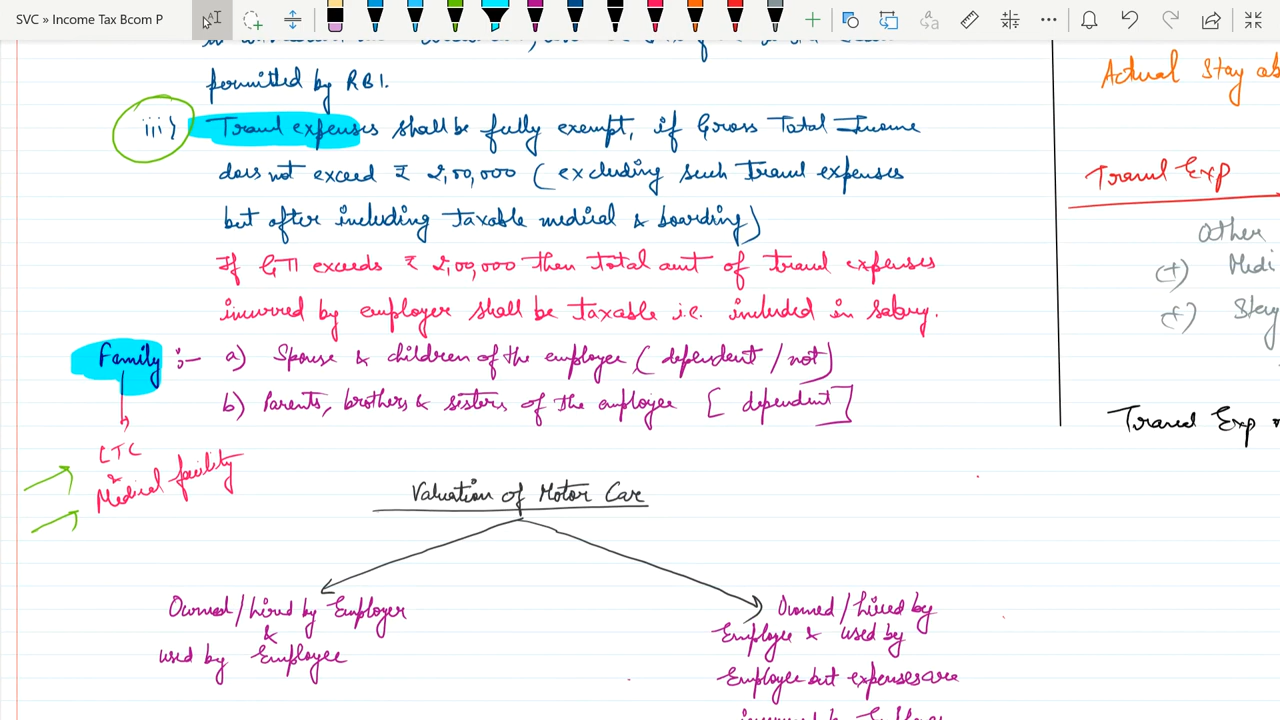 SVC » Income Tax Bcom P
permitted by RBI.
iii) Travel expenses shall be fully exempt, if Gross Total Income
does not exceed ₹ 2,00,000 (excluding such travel expenses
but after including taxable medical & boarding)
If GTI exceeds ₹ 2,00,000 then total amt of travel expenses
incurred by employer shall be taxable i.e. included in salary.
Family :- a) Spouse & children of the employee (dependent / not)
b) Parents, brothers & sisters of the employee [dependent]
LTC
&
Medical facility
Valuation of Motor Care
Owned/hired by Employer
&
used by Employee
Owned/hired by
Employee & used by
Employee but expenses are
incurred by Employer
Actual Stay ab
Travel Exp
Other
(+) Medi
(+) Stay
Travel Exp